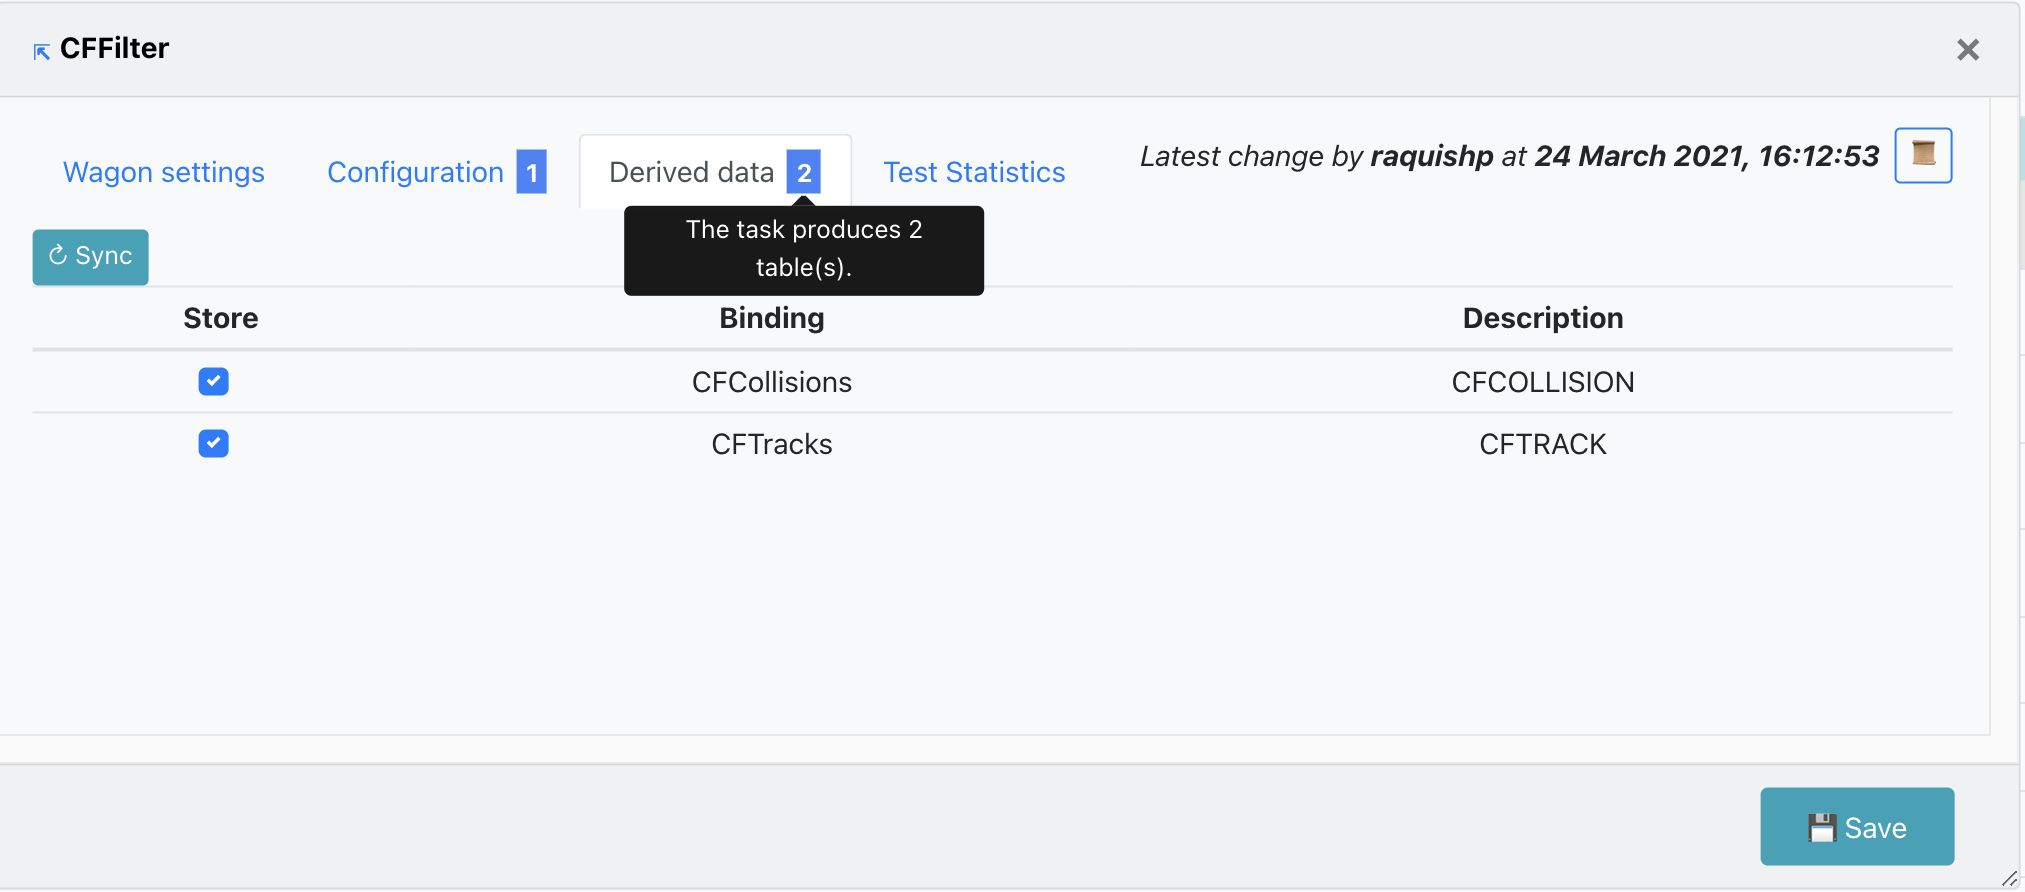 CFFilter
Wagon settings Configuration 1 Derived data 2 Test Statistics Latest change by raquishp at 24 March 2021, 16:12:53
The task produces 2
table(s).
Sync
Store Binding Description
CFCollisions CFCOLLISION
CFTracks CFTRACK
Save